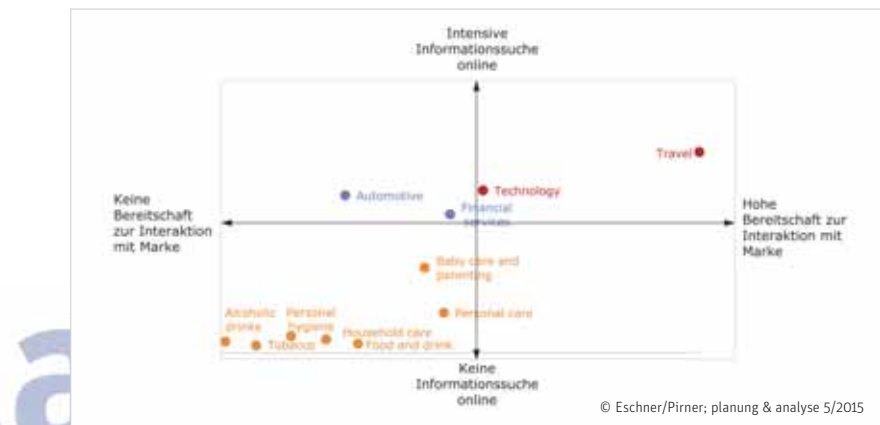 Intensive
Informationssuche
online
Travel
Technology
Automotive
Financial
services
Keine
Bereitschaft
zur Interaktion
mit Marke
Hohe
Bereitschaft zur
Interaktion mit
Marke
Baby care and
parenting
Personal care
Alcoholic
drinks
Personal
hygiene
Household care
Tobacco
Food and drink
Keine
Informationssuche
online
© Eschner/Pirner; planung & analyse 5/2015
a